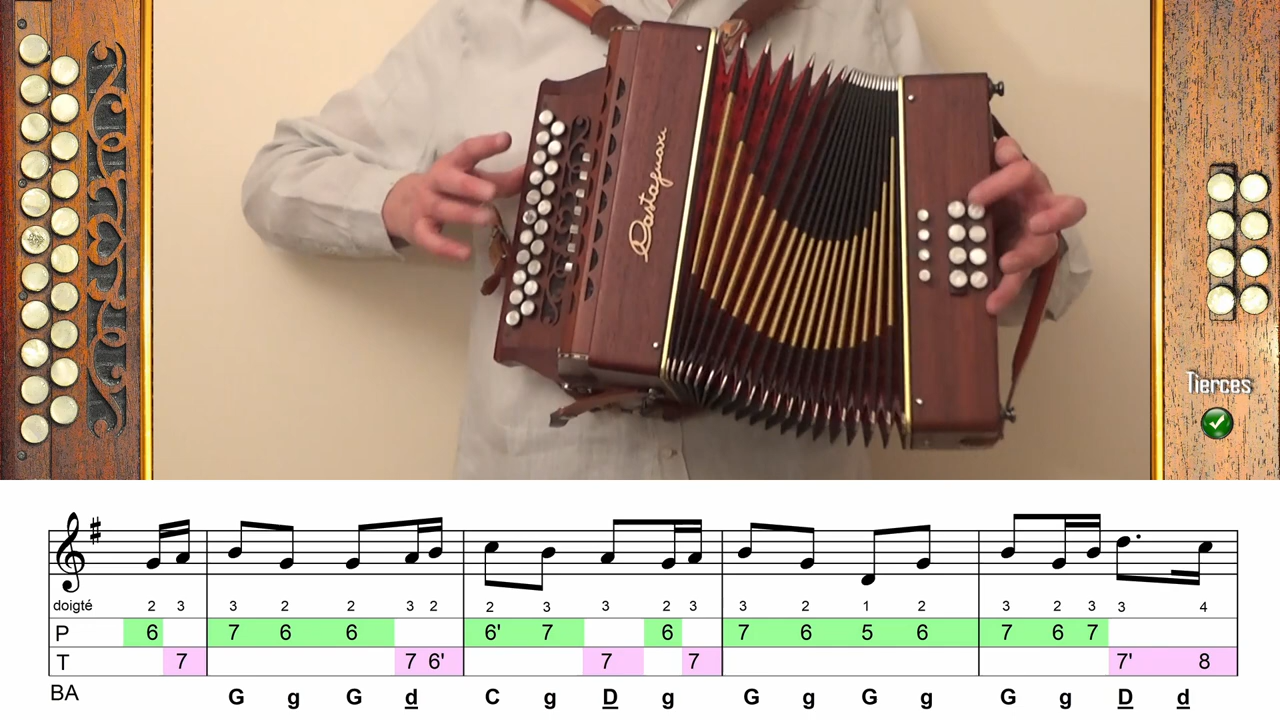 Castagnari
Tierces
doigté 2 3 3 2 2 3 2 2 3 3 2 3 3 2 1 2 3 2 3 3 4
P 6 7 6 6 6' 7 6 7 6 5 6 7 6 7
T 7 7 6' 7 7 7' 8
BA G g G d C g D g G g G g G g D d